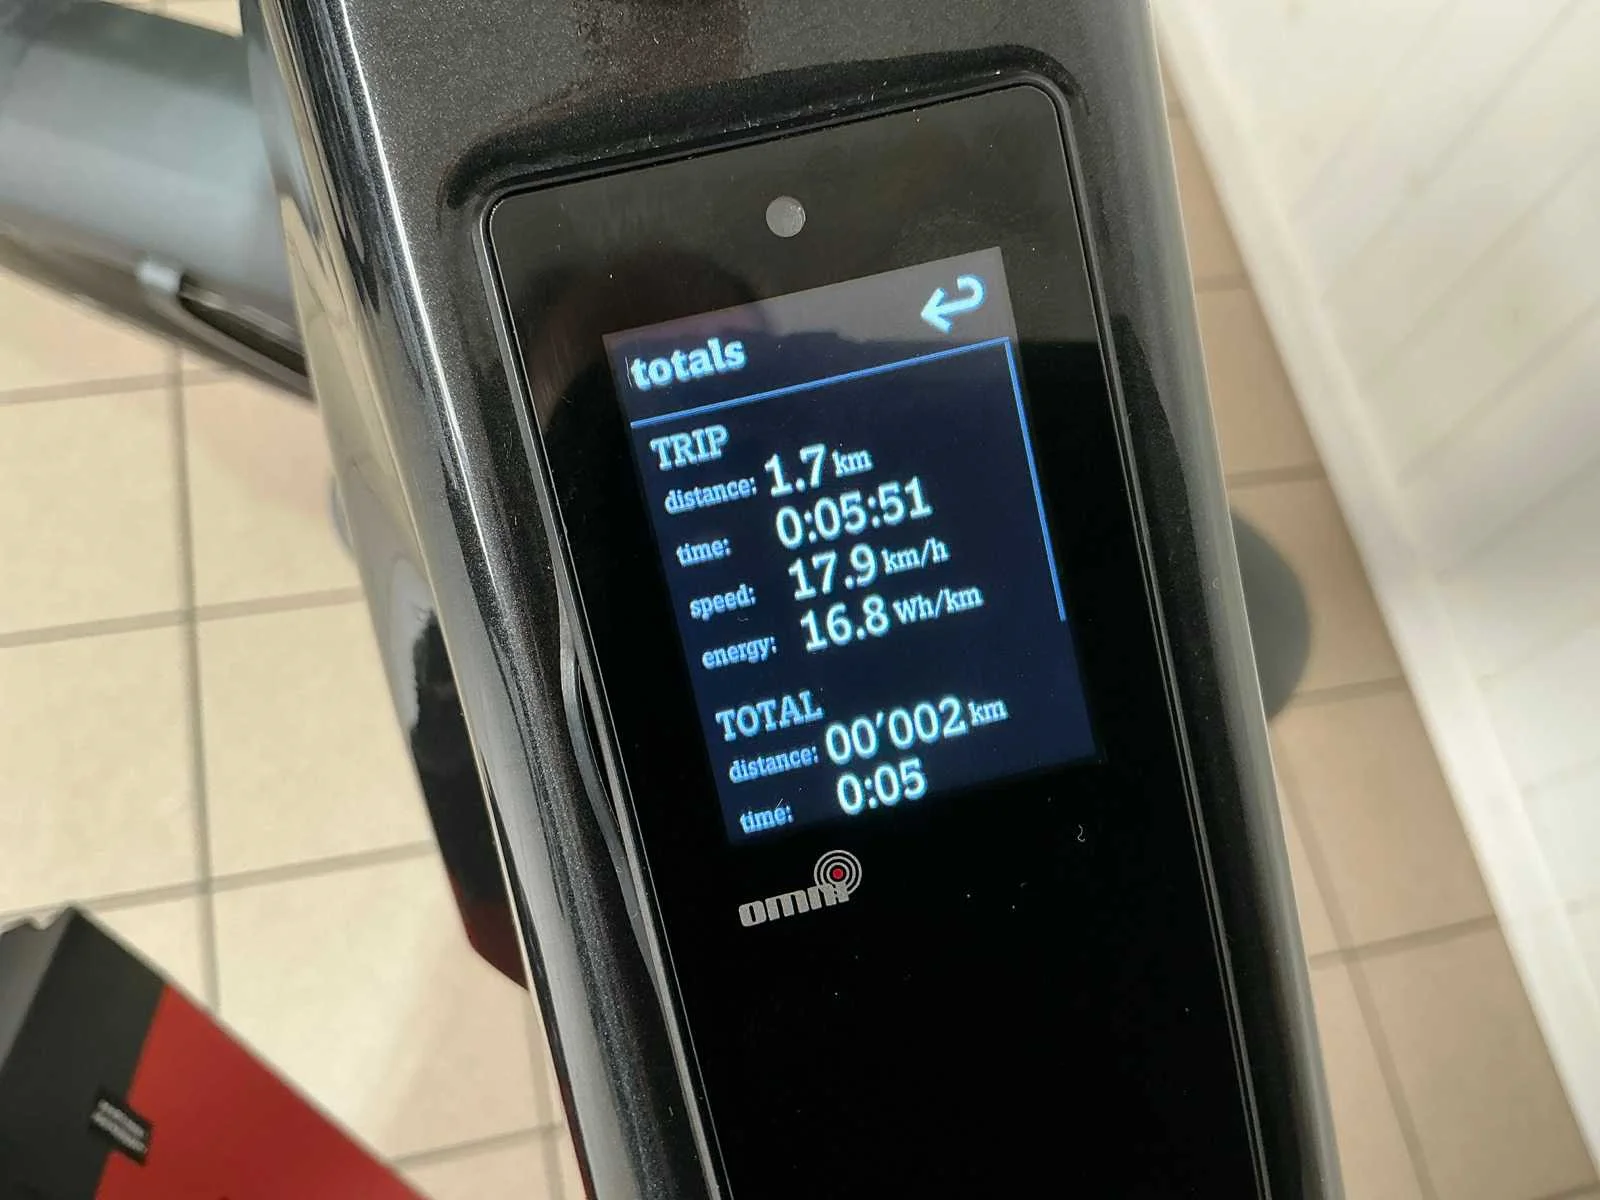 totals
TRIP
distance: 1.7 km
time: 0:05:51
speed: 17.9 km/h
energy: 16.8 Wh/km
TOTAL
distance: 00’002 km
time: 0:05
omni